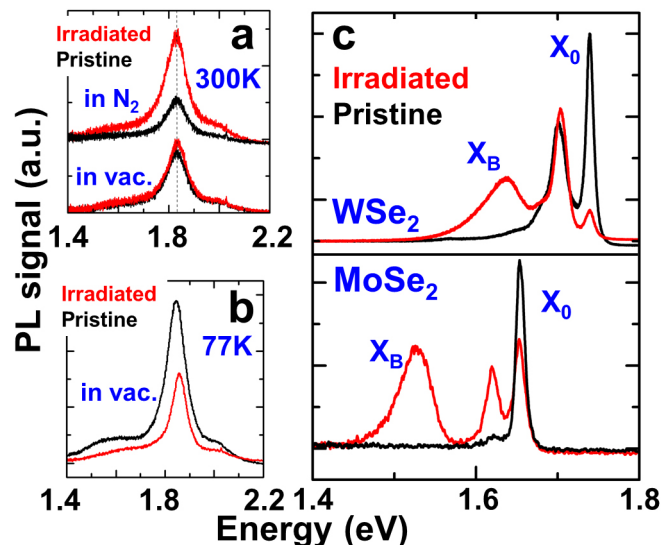 a
Irradiated
Pristine
300K
in N2
in vac.
1.4 1.8 2.2
b
Irradiated
Pristine
77K
in vac.
1.4 1.8 2.2
c
X0
Irradiated
Pristine
XB
WSe2
MoSe2
X0
XB
1.4 1.6 1.8
PL signal (a.u.)
Energy (eV)